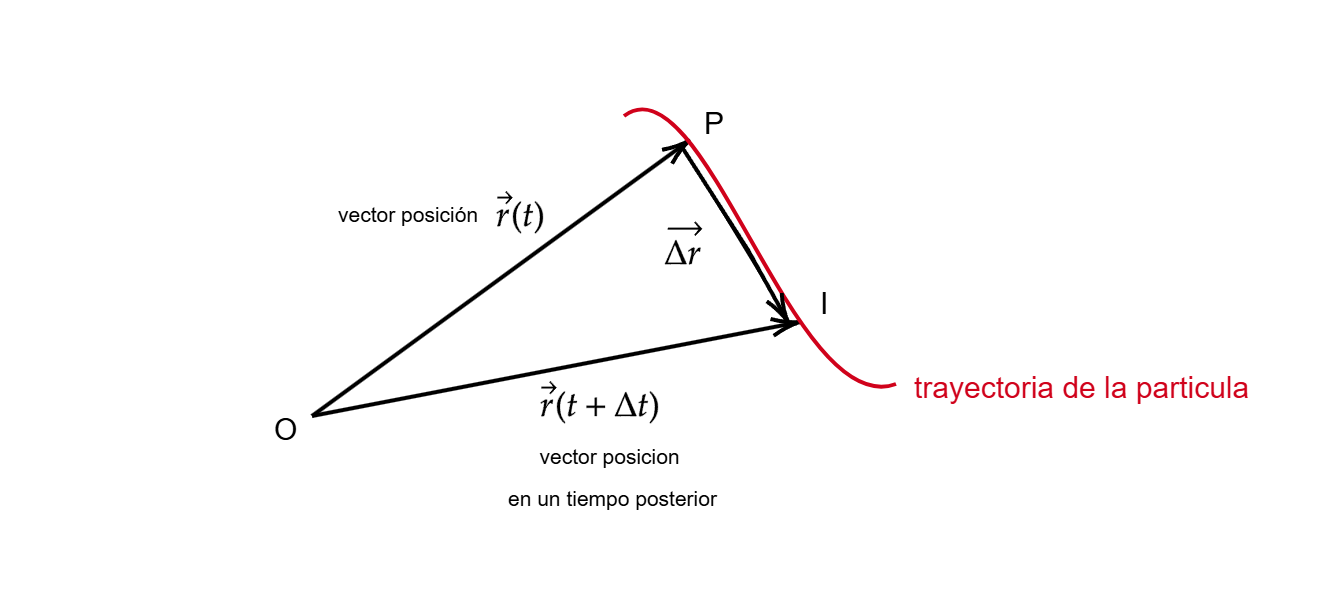 P
vector posición $\vec{r}(t)$
$\overrightarrow{\Delta r}$
I
trayectoria de la particula
$\vec{r}(t + \Delta t)$
O
vector posicion
en un tiempo posterior